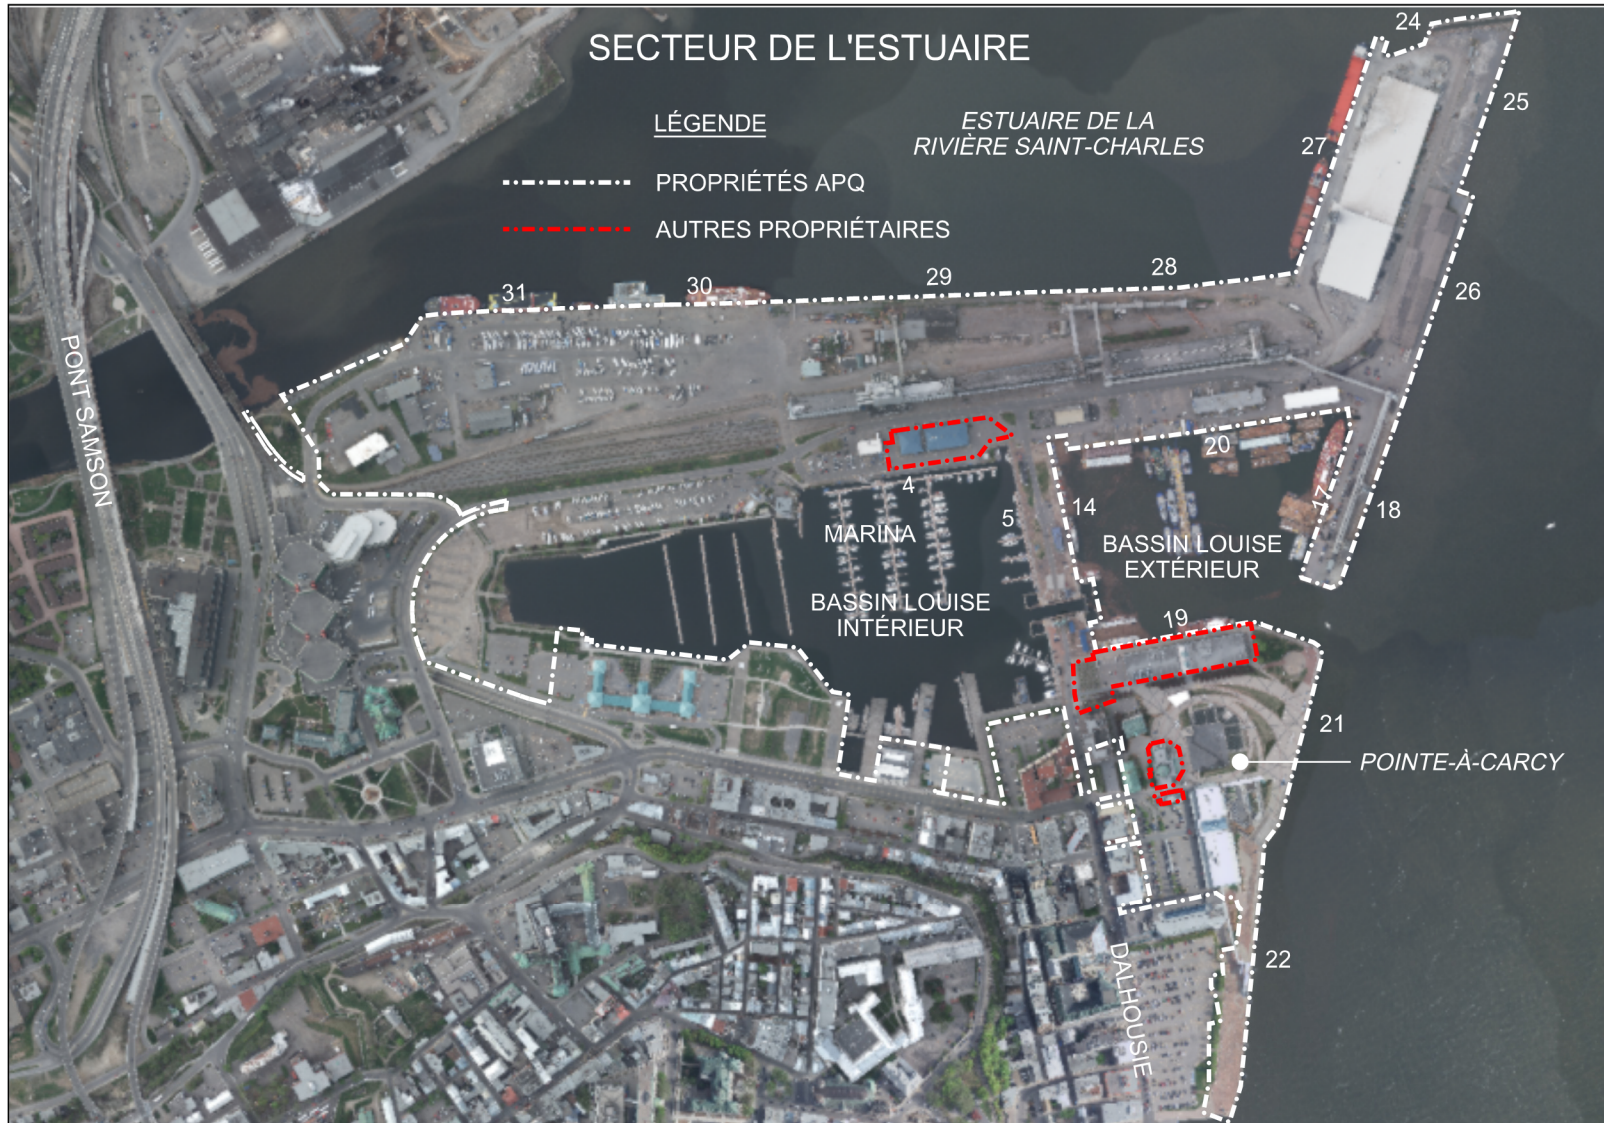 SECTEUR DE L'ESTUAIRE
LÉGENDE
PROPRIÉTÉS APQ
AUTRES PROPRIÉTAIRES
ESTUAIRE DE LA
RIVIÈRE SAINT-CHARLES
24
25
27
26
28
29
30
31
PONT SAMSON
4
5
14
20
17
18
MARINA
BASSIN LOUISE
EXTÉRIEUR
BASSIN LOUISE
INTÉRIEUR
19
21
POINTE-À-CARCY
22
DALHOUSIE